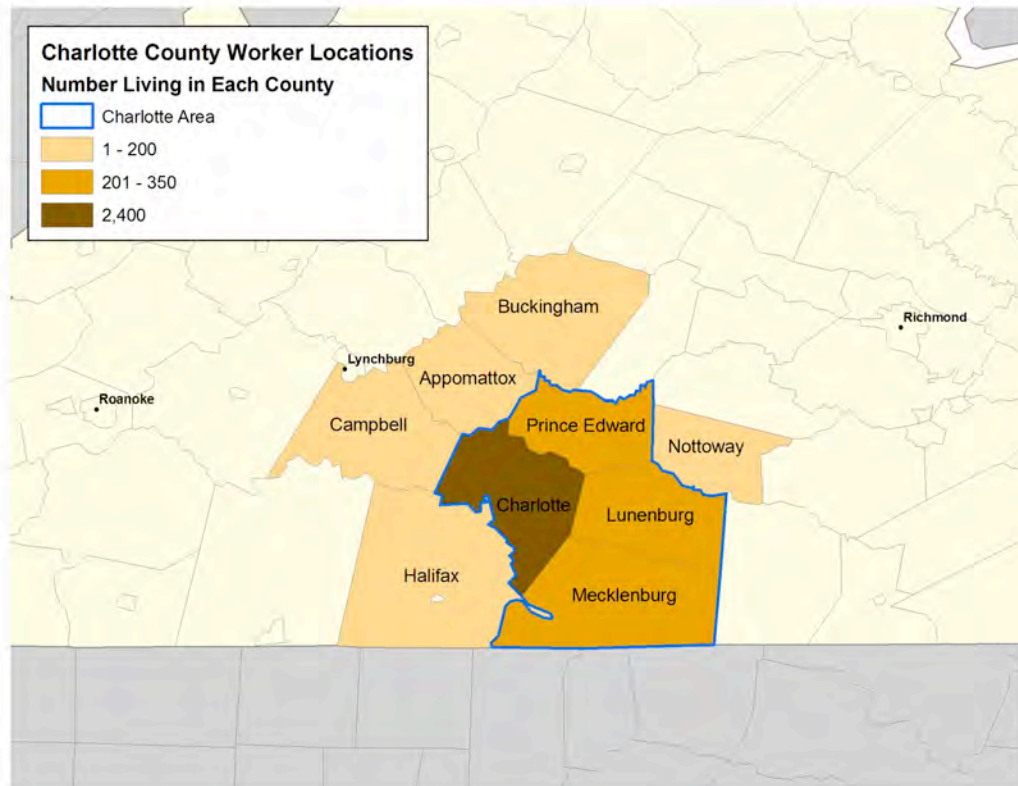 Charlotte County Worker Locations
Number Living in Each County
Charlotte Area
1 - 200
201 - 350
2,400
Buckingham
Richmond
Lynchburg
Appomattox
Roanoke
Campbell
Prince Edward
Nottoway
Charlotte
Lunenburg
Halifax
Mecklenburg